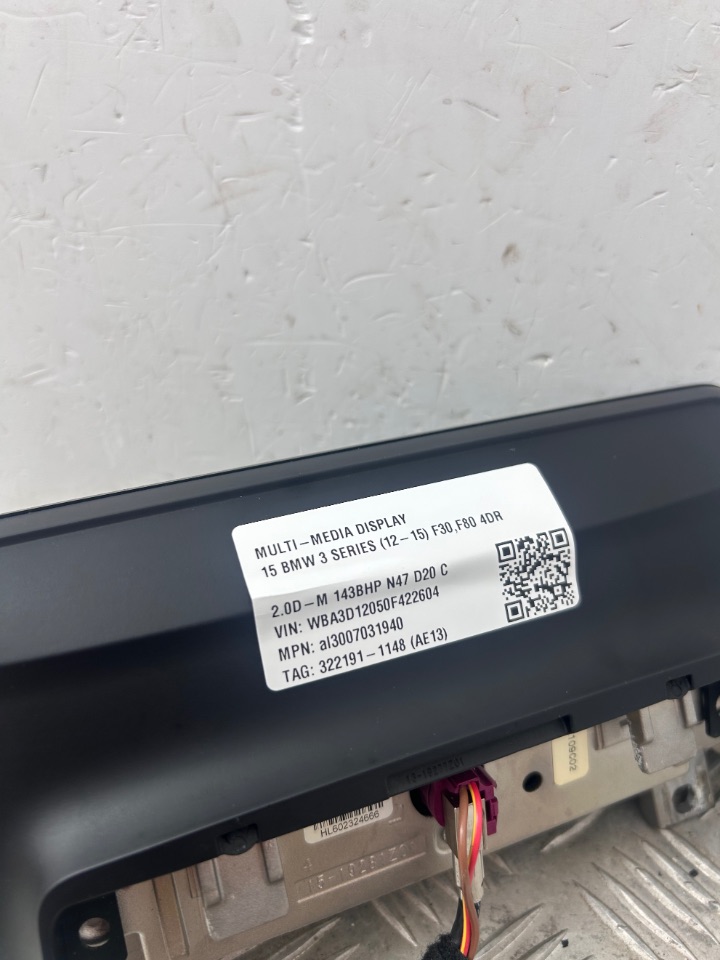 MULTI-MEDIA DISPLAY
15 BMW 3 SERIES (12-15) F30,F80 4DR
2.0D-M 143BHP N47 D20 C
VIN: WBA3D12050F422604
MPN: al3007031940
TAG: 322191-1148 (AE13)
HL602324666